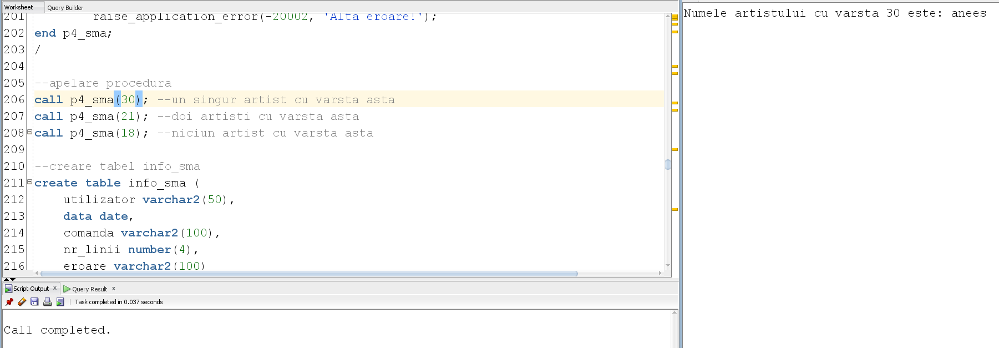 Worksheet Query Builder
201 raise_application_error(-20002, 'Alta eroare!');
202 end p4_sma;
203 /
204
205 --apelare procedura
206 call p4_sma(30); --un singur artist cu varsta asta
207 call p4_sma(21); --doi artisti cu varsta asta
208 call p4_sma(18); --niciun artist cu varsta asta
209
210 --creare tabel info_sma
211 create table info_sma (
212 utilizator varchar2(50),
213 data date,
214 comanda varchar2(100),
215 nr_linii number(4),
216 eroare varchar2(100)
Script Output x Query Result x
Task completed in 0.037 seconds
Call completed.
Numele artistului cu varsta 30 este: anees